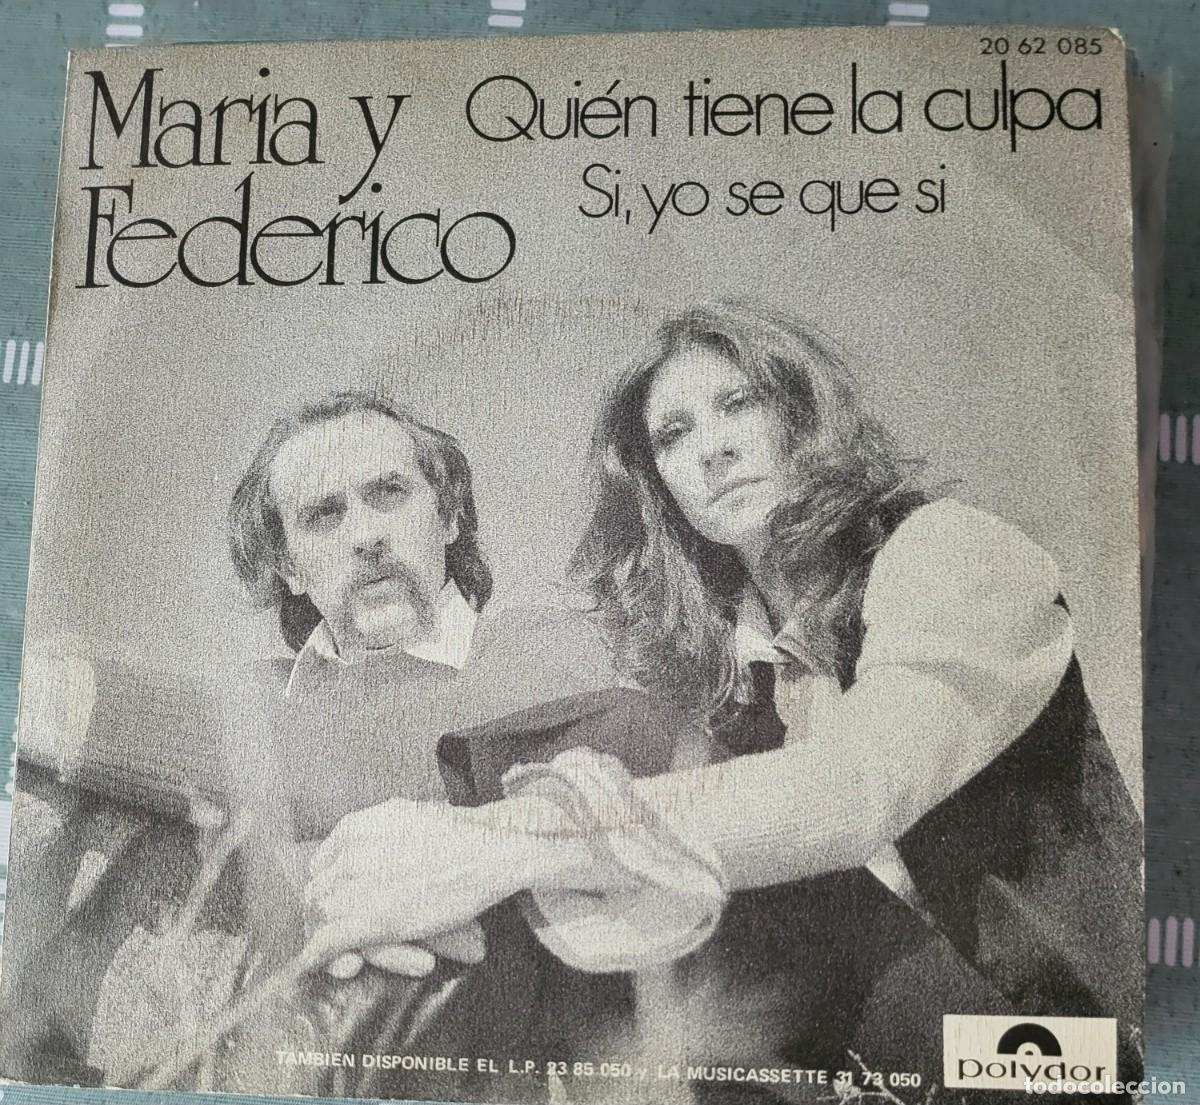 20 62 085
Maria y
Federico
Quién tiene la culpa
Si, yo se que si
TAMBIEN DISPONIBLE EL L.P. 23 85 050 y LA MUSICASSETTE 31 73 050
polydor
todocoleccion